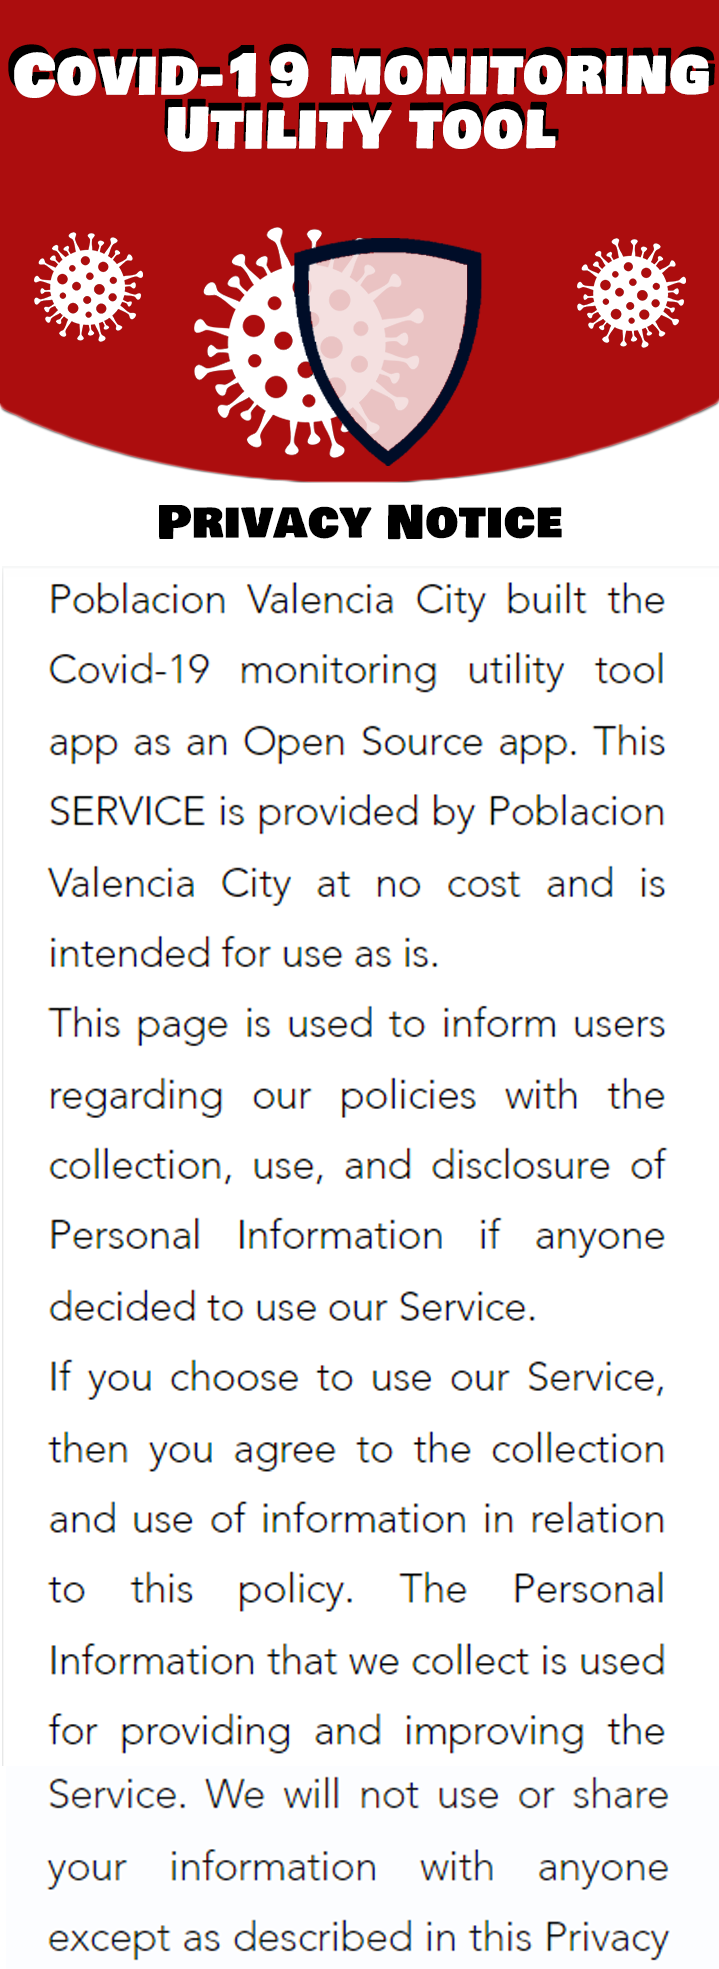 Covid-19 monitoring
Utility tool
Privacy Notice
Poblacion Valencia City built the
Covid-19 monitoring utility tool
app as an Open Source app. This
SERVICE is provided by Poblacion
Valencia City at no cost and is
intended for use as is.
This page is used to inform users
regarding our policies with the
collection, use, and disclosure of
Personal Information if anyone
decided to use our Service.
If you choose to use our Service,
then you agree to the collection
and use of information in relation
to this policy. The Personal
Information that we collect is used
for providing and improving the
Service. We will not use or share
your information with anyone
except as described in this Privacy